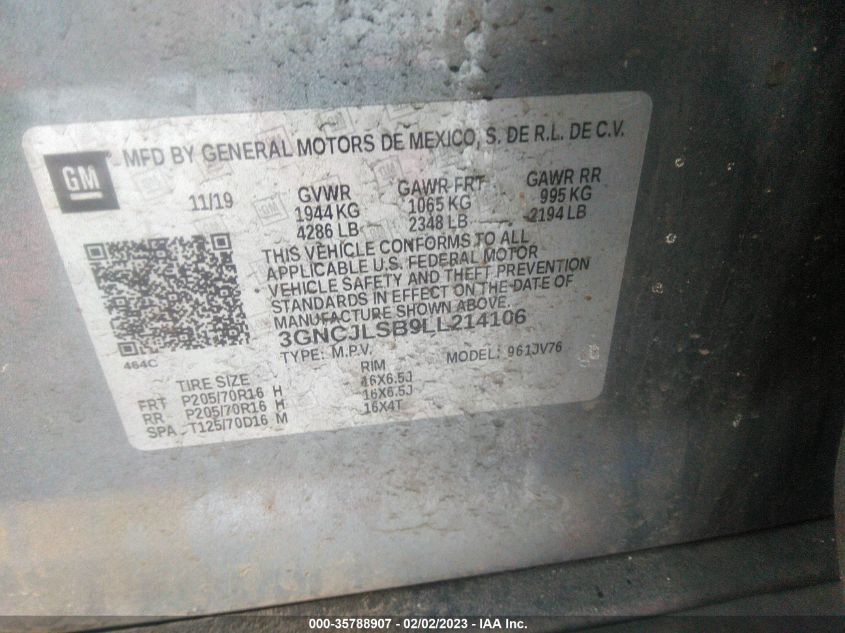 GM
MFD BY GENERAL MOTORS DE MEXICO, S. DE R.L. DE C.V.
11/19
GVWR
1944 KG
4286 LB
GAWR FRT
1065 KG
2348 LB
GAWR RR
995 KG
2194 LB
THIS VEHICLE CONFORMS TO ALL
APPLICABLE U.S. FEDERAL MOTOR
VEHICLE SAFETY AND THEFT PREVENTION
STANDARDS IN EFFECT ON THE DATE OF
MANUFACTURE SHOWN ABOVE.
3GNCJLSB9LL214106
TYPE: M.P.V. MODEL: 961JV76
464C
TIRE SIZE RIM
FRT P205/70R16 H 16X6.5J
RR P205/70R16 H 16X6.5J
SPA T125/70D16 M 16X4T
000-35788907 - 02/02/2023 - IAA Inc.